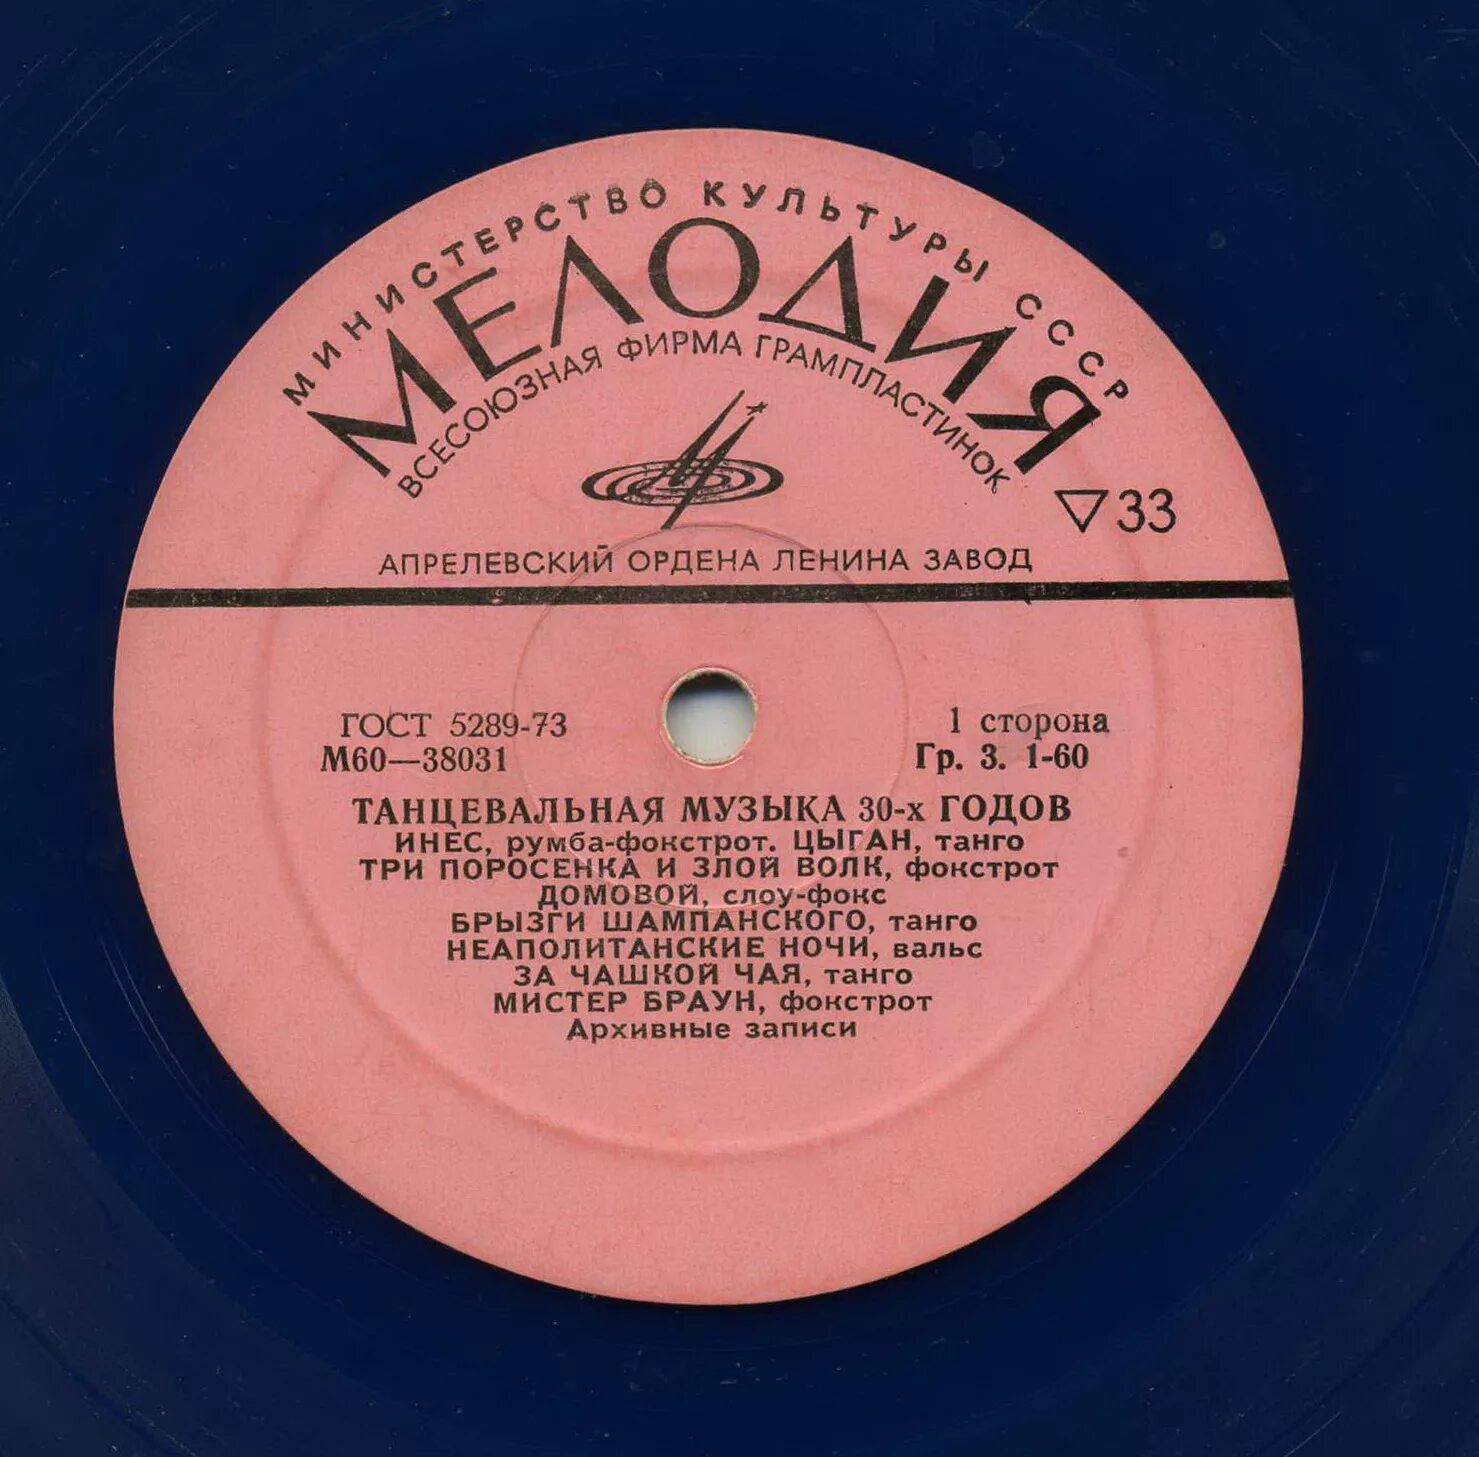 МИНИСТЕРСТВО КУЛЬТУРЫ СССР
МЕЛОДИЯ
ВСЕСОЮЗНАЯ ФИРМА ГРАМПЛАСТИНОК
33
АПРЕЛЕВСКИЙ ОРДЕНА ЛЕНИНА ЗАВОД
ГОСТ 5289-73
М60—38031
1 сторона
Гр. 3. 1-60
ТАНЦЕВАЛЬНАЯ МУЗЫКА 30-х ГОДОВ
ИНЕС, румба-фокстрот. ЦЫГАН, танго
ТРИ ПОРОСЕНКА И ЗЛОЙ ВОЛК, фокстрот
ДОМОВОЙ, слоу-фокс
БРЫЗГИ ШАМПАНСКОГО, танго
НЕАПОЛИТАНСКИЕ НОЧИ, вальс
ЗА ЧАШКОЙ ЧАЯ, танго
МИСТЕР БРАУН, фокстрот
Архивные записи